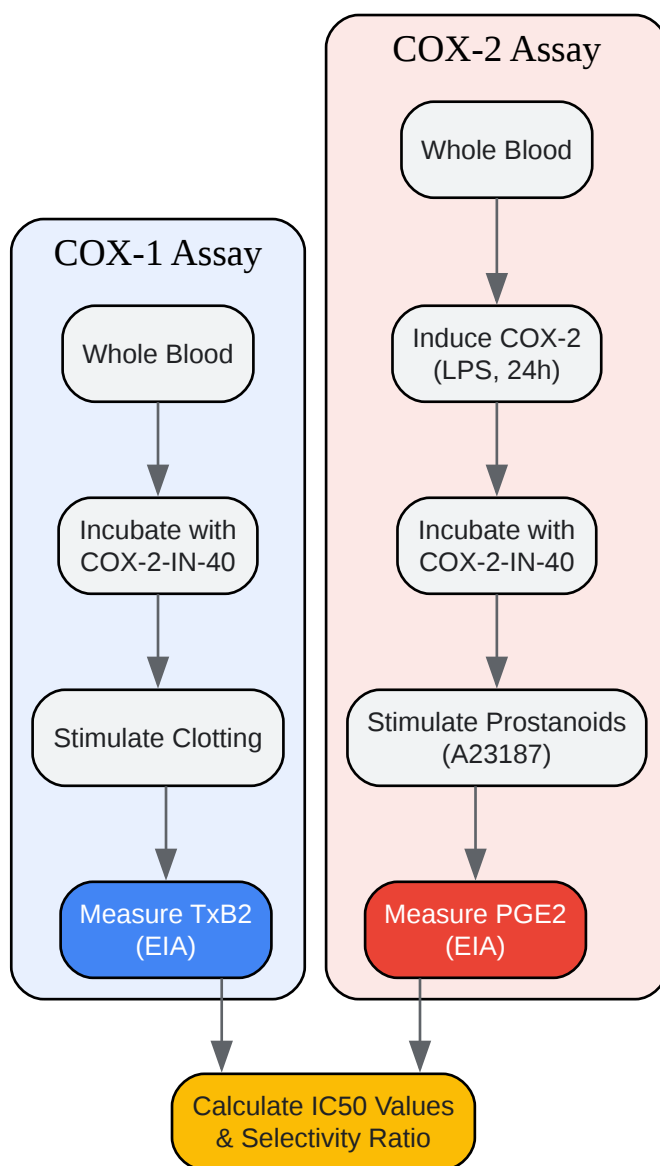 COX-1 Assay
Whole Blood
Incubate with
COX-2-IN-40
Stimulate Clotting
Measure TxB2
(EIA)
COX-2 Assay
Whole Blood
Induce COX-2
(LPS, 24h)
Incubate with
COX-2-IN-40
Stimulate Prostanoids
(A23187)
Measure PGE2
(EIA)
Calculate IC50 Values
& Selectivity Ratio